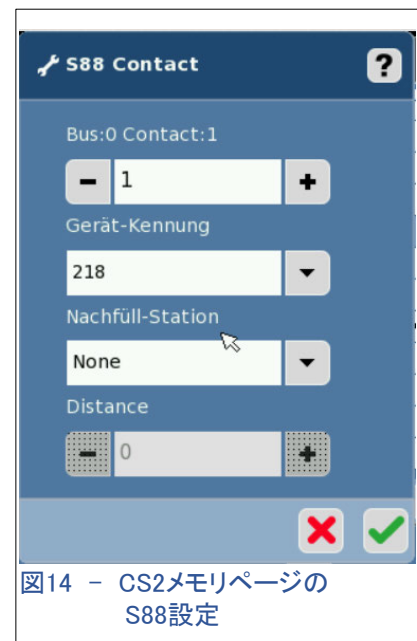 S88 Contact
?
Bus:0 Contact:1
− 1 +
Gerät-Kennung
218
Nachfüll-Station
None
Distance
− 0 +
図14 − CS2メモリページの
S88設定